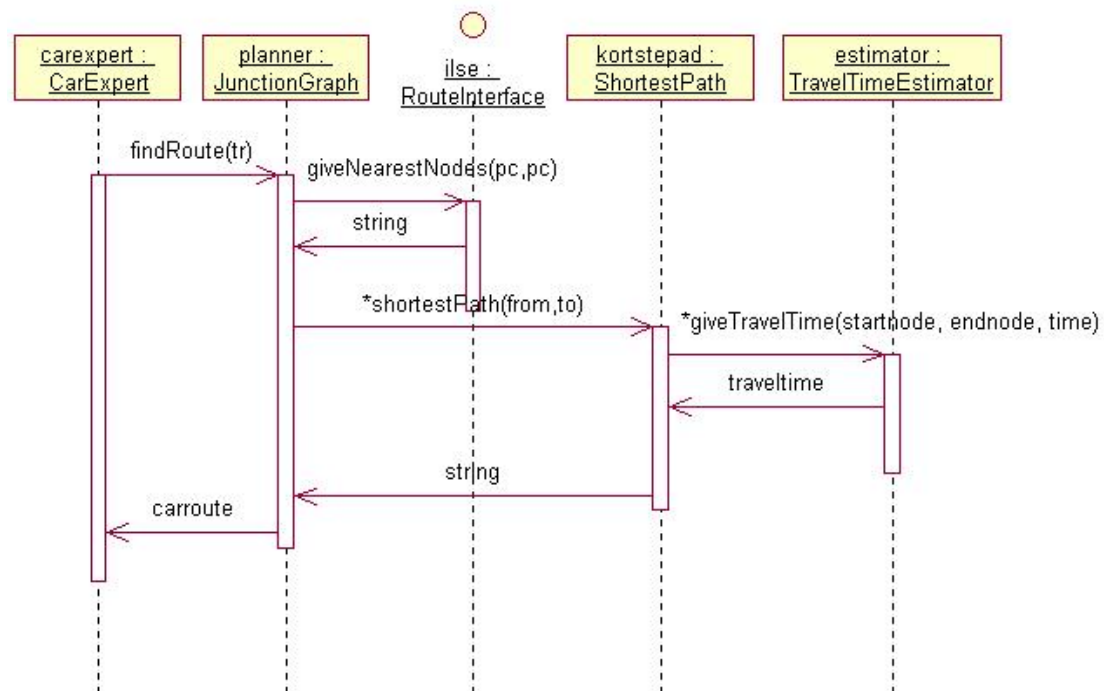 carexpert :
CarExpert
planner :
JunctionGraph
ilse :
RouteInterface
kortstepad :
ShortestPath
estimator :
TravelTimeEstimator
findRoute(tr)
giveNearestNodes(pc,pc)
string
*shortestPath(from,to)
*giveTravelTime(startnode, endnode, time)
traveltime
string
carroute